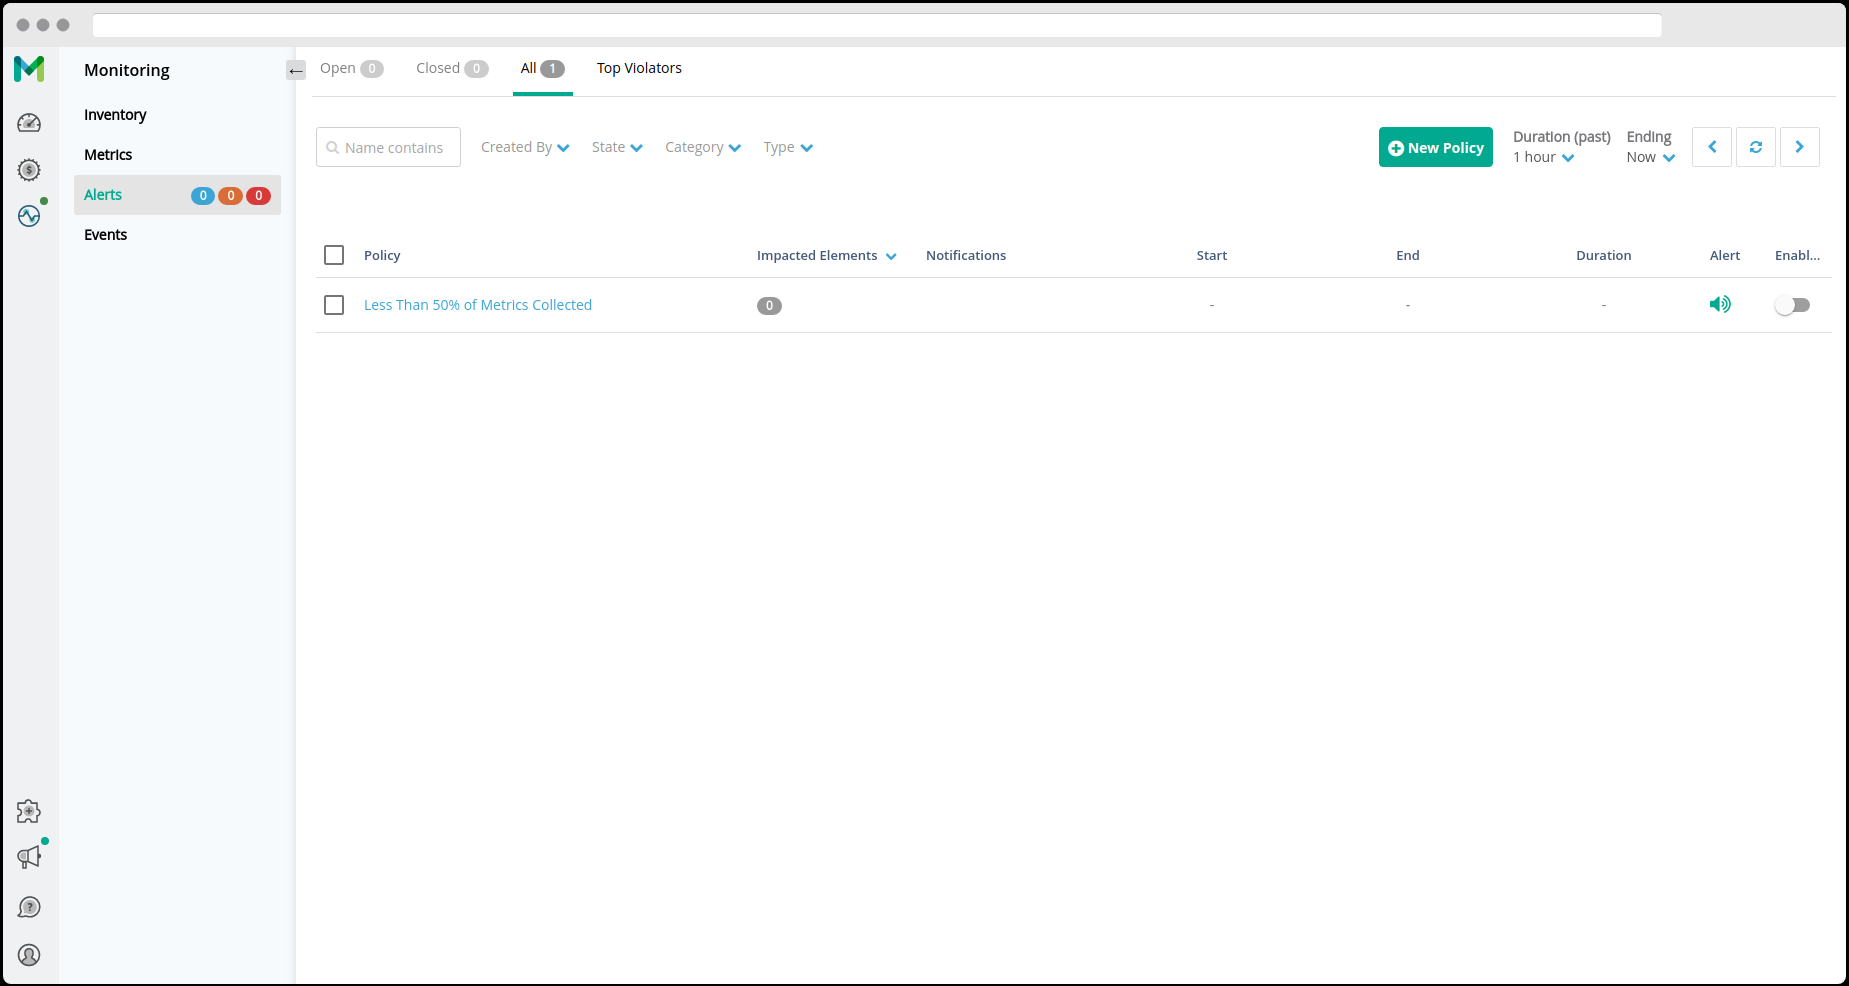 Monitoring
Inventory
Metrics
Alerts 0 0 0
Events
Open 0 Closed 0 All 1 Top Violators
Name contains Created By State Category Type
New Policy
Duration (past) Ending
1 hour Now
Policy Impacted Elements Notifications Start End Duration Alert Enabl...
Less Than 50% of Metrics Collected 0 - - -